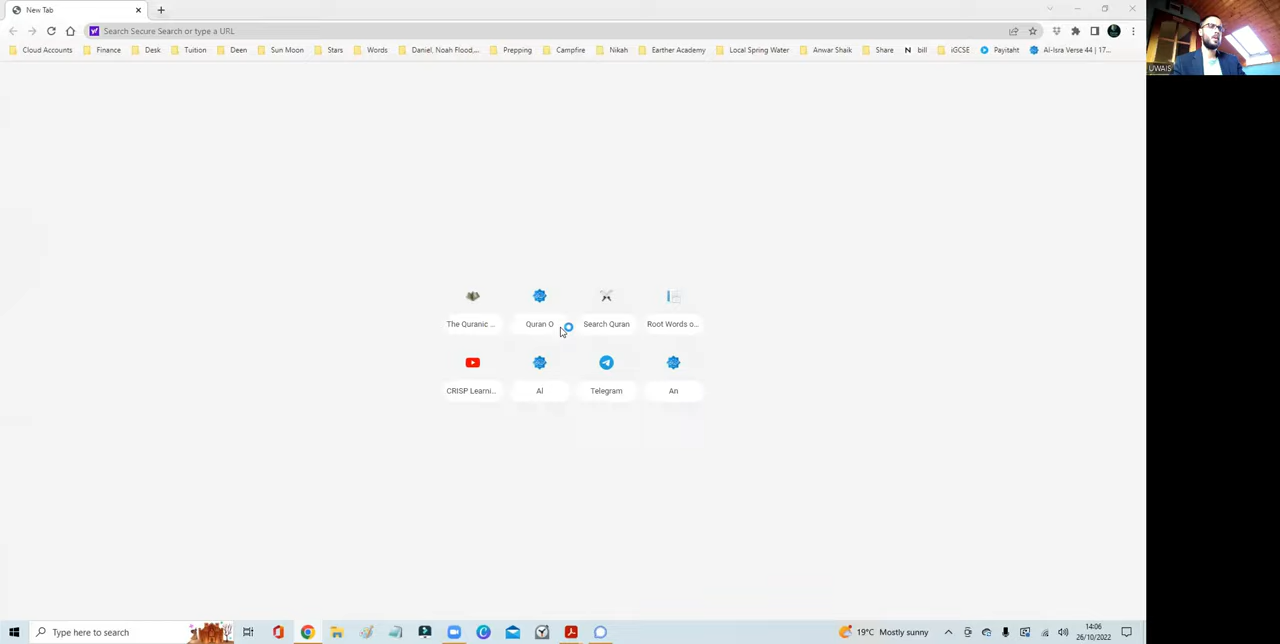 New Tab
Search Secure Search or type a URL
Cloud Accounts Finance Desk Tuition Deen Sun Moon Stars Words Daniel, Noah Flood,... Prepping Campfire Nikah Earther Academy Local Spring Water Anwar Shaik Share N bill iGCSE Payitaht Al-Isra Verse 44 | 17...
UWAIS
The Quranic ... Quran O Search Quran Root Words o...
CRISP Learni... Al Telegram An
Type here to search
19°C Mostly sunny
14:06
26/10/2022